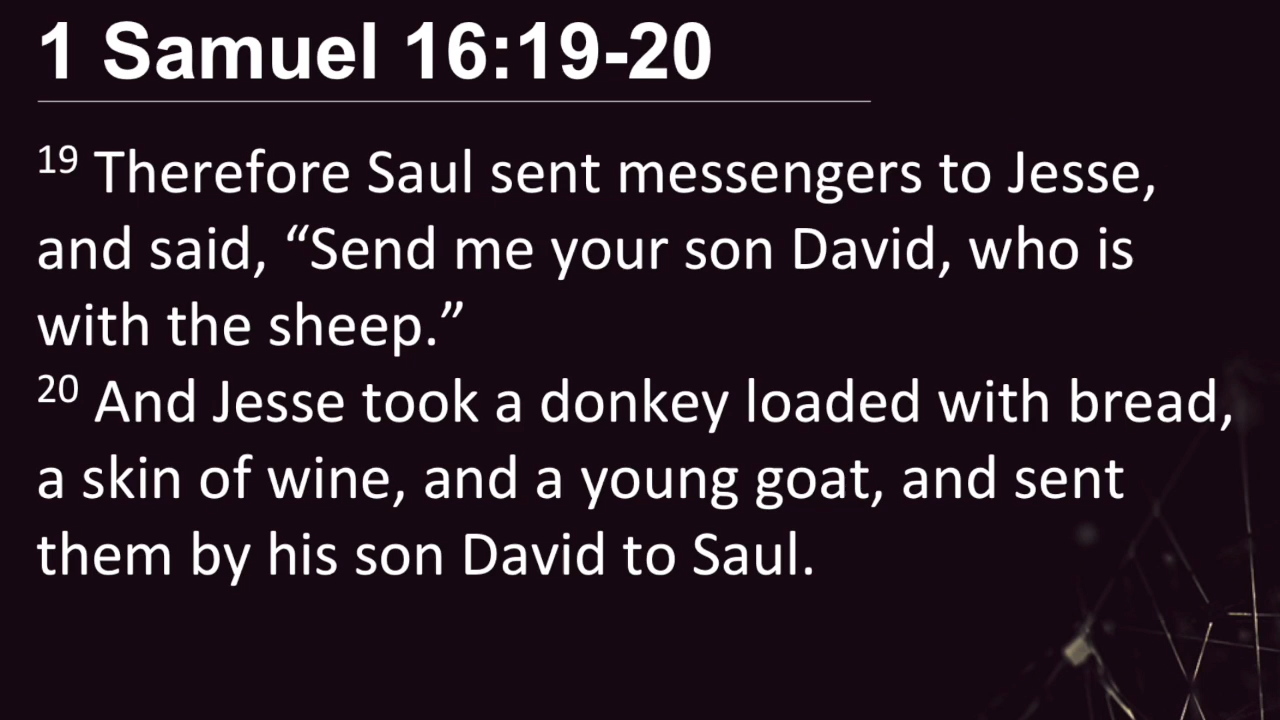 1 Samuel 16:19-20
19 Therefore Saul sent messengers to Jesse,
and said, “Send me your son David, who is
with the sheep.”
20 And Jesse took a donkey loaded with bread,
a skin of wine, and a young goat, and sent
them by his son David to Saul.